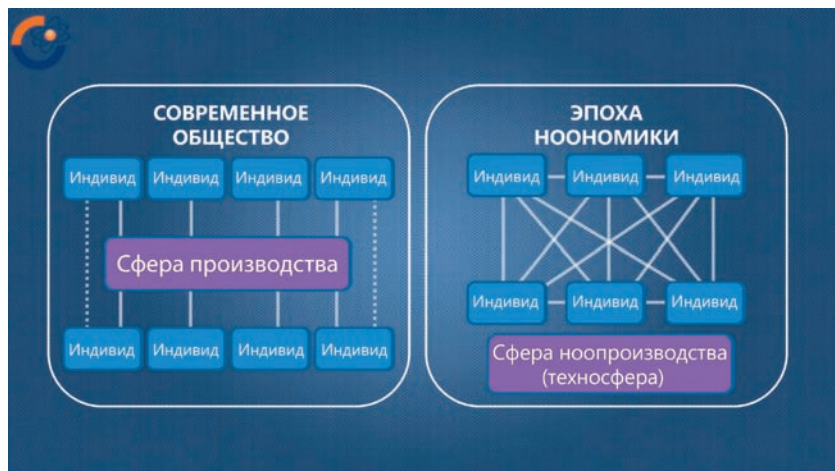 СОВРЕМЕННОЕ
ОБЩЕСТВО
Индивид Индивид Индивид Индивид
Сфера производства
Индивид Индивид Индивид Индивид
ЭПОХА
НООНОМИКИ
Индивид Индивид Индивид
Индивид Индивид Индивид
Сфера ноопроизводства
(техносфера)